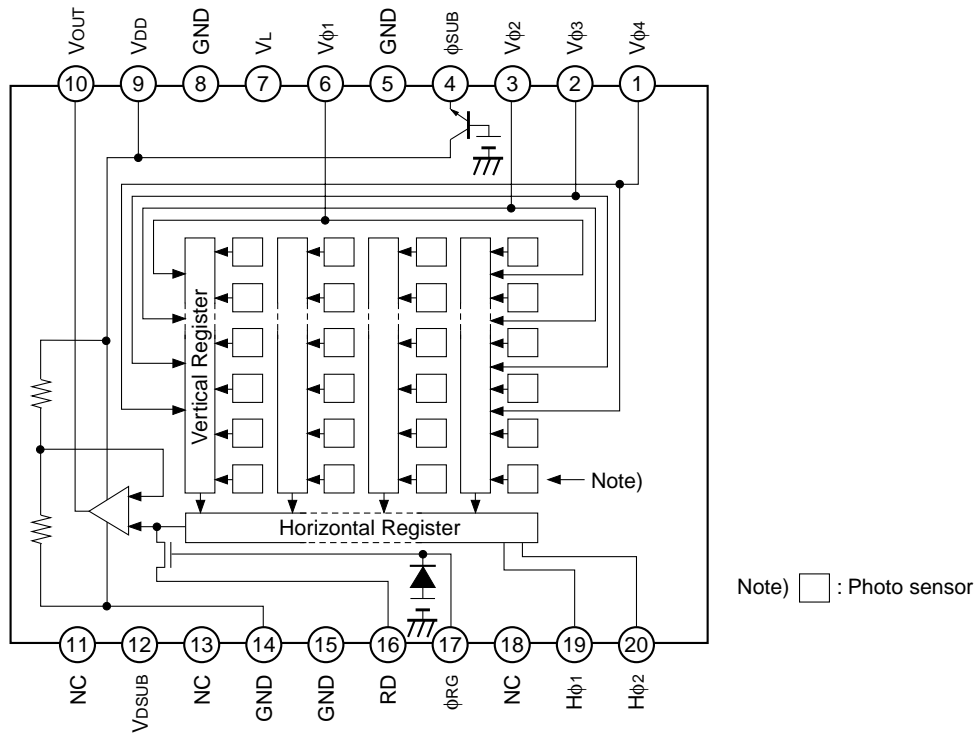 VOUT
VDD
GND
VL
Vϕ1
GND
ϕSUB
Vϕ2
Vϕ3
Vϕ4
10
9
8
7
6
5
4
3
2
1
Vertical Register
Note)
Horizontal Register
Note) : Photo sensor
11
12
13
14
15
16
17
18
19
20
NC
VDSUB
NC
GND
GND
RD
ϕRG
NC
Hϕ1
Hϕ2